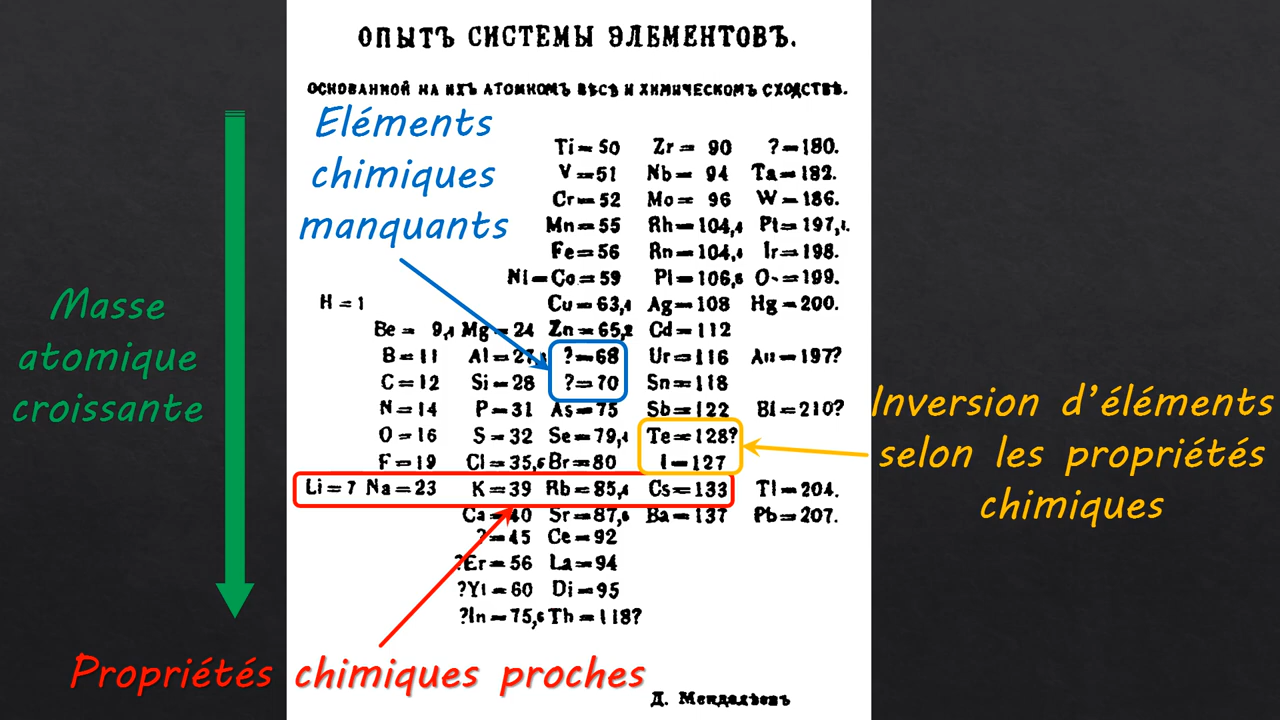 ОПЫТЪ СИСТЕМЫ ЭЛЕМЕНТОВЪ.
ОСНОВАННОЙ НА ИХЪ АТОМНОМЪ ВѢСѢ И ХИМИЧЕСКОМЪ СХОДСТВѢ.
Eléments
chimiques
manquants
Ti = 50 Zr = 90 ? = 180.
V = 51 Nb = 94 Ta = 182.
Cr = 52 Mo = 96 W = 186.
Mn = 55 Rh = 104,4 Pt = 197,1.
Fe = 56 Rn = 104,4 Ir = 198.
Ni = Co = 59 Pl = 106,6 O- = 199.
H = 1 Cu = 63,4 Ag = 108 Hg = 200.
Be = 9,4 Mg = 24 Zn = 65,2 Cd = 112
B = 11 Al = 27,4 ? = 68 Ur = 116 Au = 197?
C = 12 Si = 28 ? = 70 Sn = 118
N = 14 P = 31 As = 75 Sb = 122 Bi = 210?
O = 16 S = 32 Se = 79,4 Te = 128?
F = 19 Cl = 35,5 Br = 80 I = 127
Li = 7 Na = 23 K = 39 Rb = 85,4 Cs = 133 Tl = 204.
Ca = 40 Sr = 87,6 Ba = 137 Pb = 207.
? = 45 Ce = 92
?Er = 56 La = 94
?Yt = 60 Di = 95
?In = 75,6 Th = 118?
Д. Менделѣевъ
Masse
atomique
croissante
Inversion d'éléments
selon les propriétés
chimiques
Propriétés chimiques proches